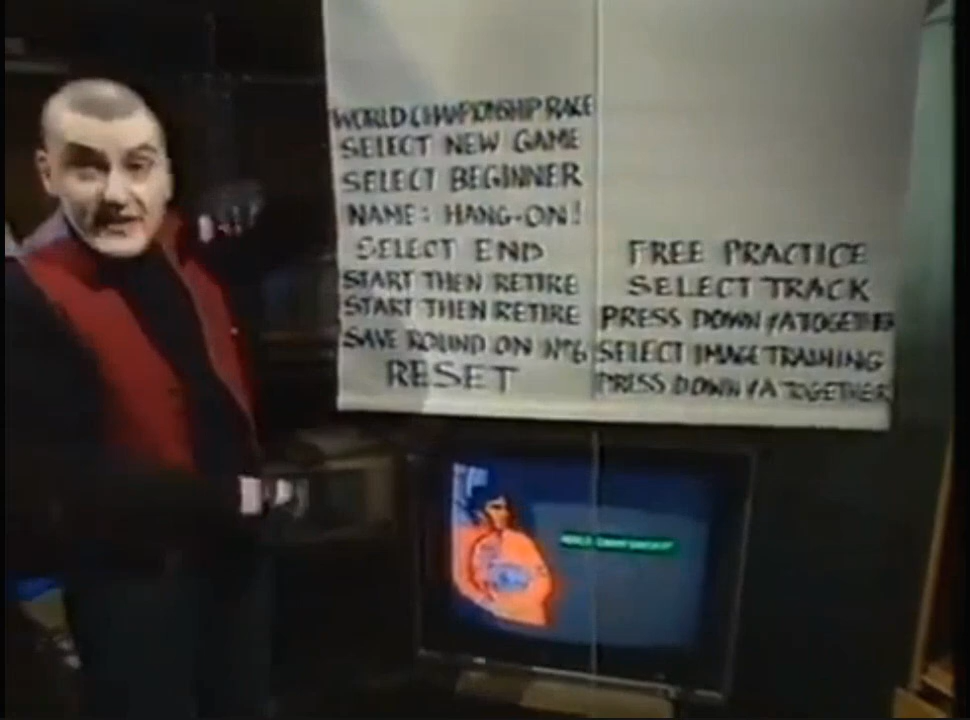 WORLD CHAMPIONSHIP RACE
SELECT NEW GAME
SELECT BEGINNER
NAME: HANG-ON!
SELECT END
START THEN RETIRE
START THEN RETIRE
SAVE ROUND ON Nº6
RESET
FREE PRACTICE
SELECT TRACK
PRESS DOWN /A TOGETHER
SELECT IMAGE TRAINING
PRESS DOWN /A TOGETHER